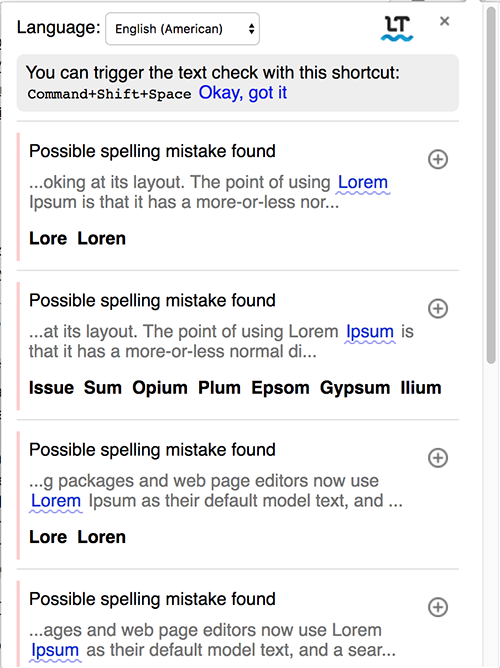 Language: English (American) LT ×
You can trigger the text check with this shortcut:
Command+Shift+Space Okay, got it
Possible spelling mistake found
...oking at its layout. The point of using Lorem
Ipsum is that it has a more-or-less nor...
Lore Loren
Possible spelling mistake found
...at its layout. The point of using Lorem Ipsum is
that it has a more-or-less normal di...
Issue Sum Opium Plum Epsom Gypsum Ilium
Possible spelling mistake found
...g packages and web page editors now use
Lorem Ipsum as their default model text, and ...
Lore Loren
Possible spelling mistake found
...ages and web page editors now use Lorem
Ipsum as their default model text, and a sear...